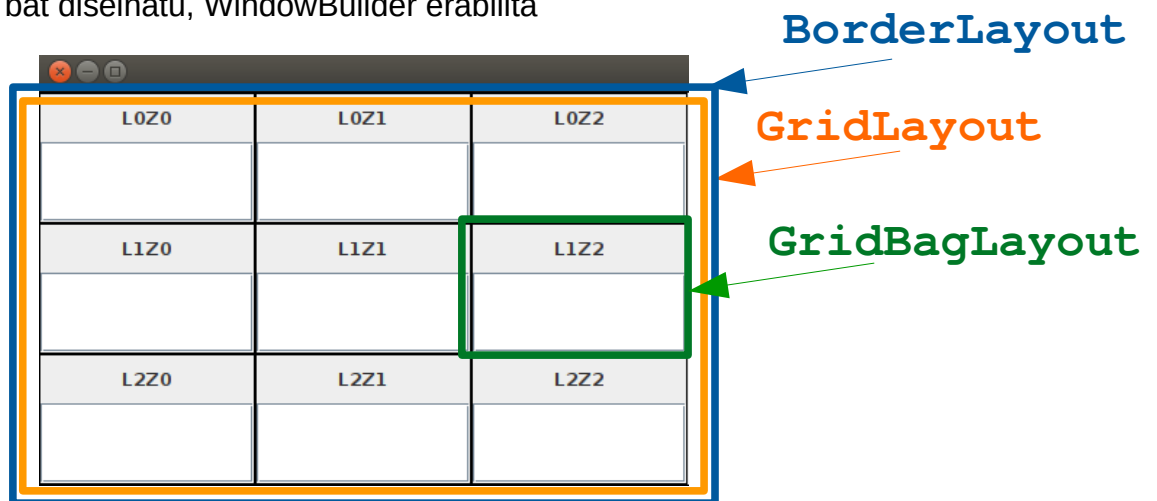 bat diseinatu, WindowBuilder erabilita
BorderLayout
GridLayout
GridBagLayout
L0Z0 L0Z1 L0Z2
L1Z0 L1Z1 L1Z2
L2Z0 L2Z1 L2Z2